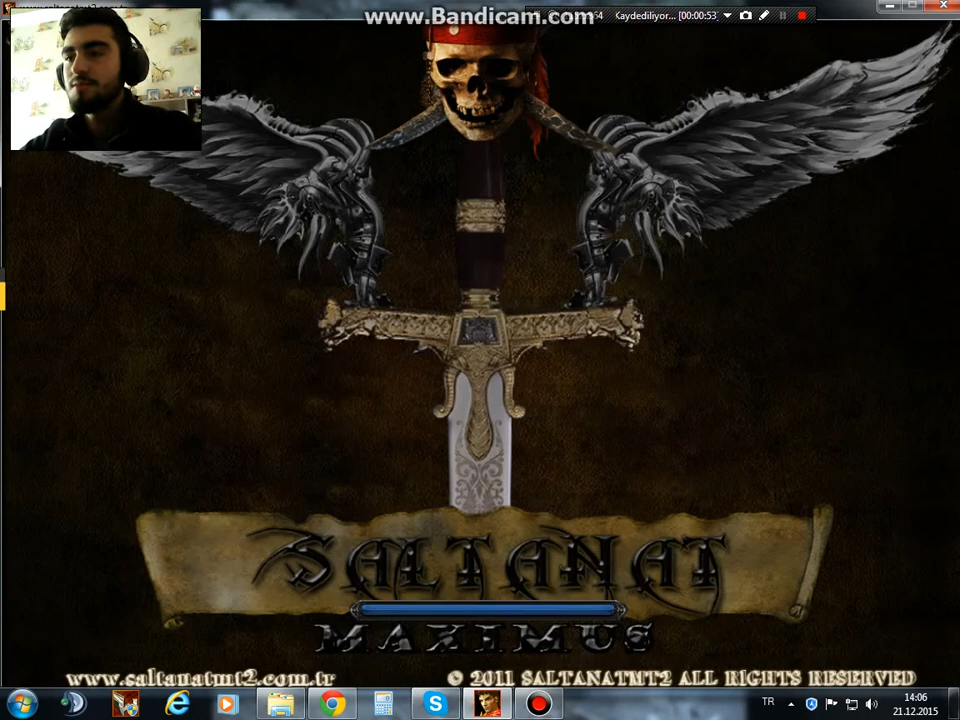 www.Bandicam.com
Kaydediliyor... [00:00:53]
SALTANAT
MAXIMUS
www.saltanatmt2.com.tr
© 2011 SALTANATMT2 ALL RIGHTS RESERVED
TR
14:06
21.12.2015